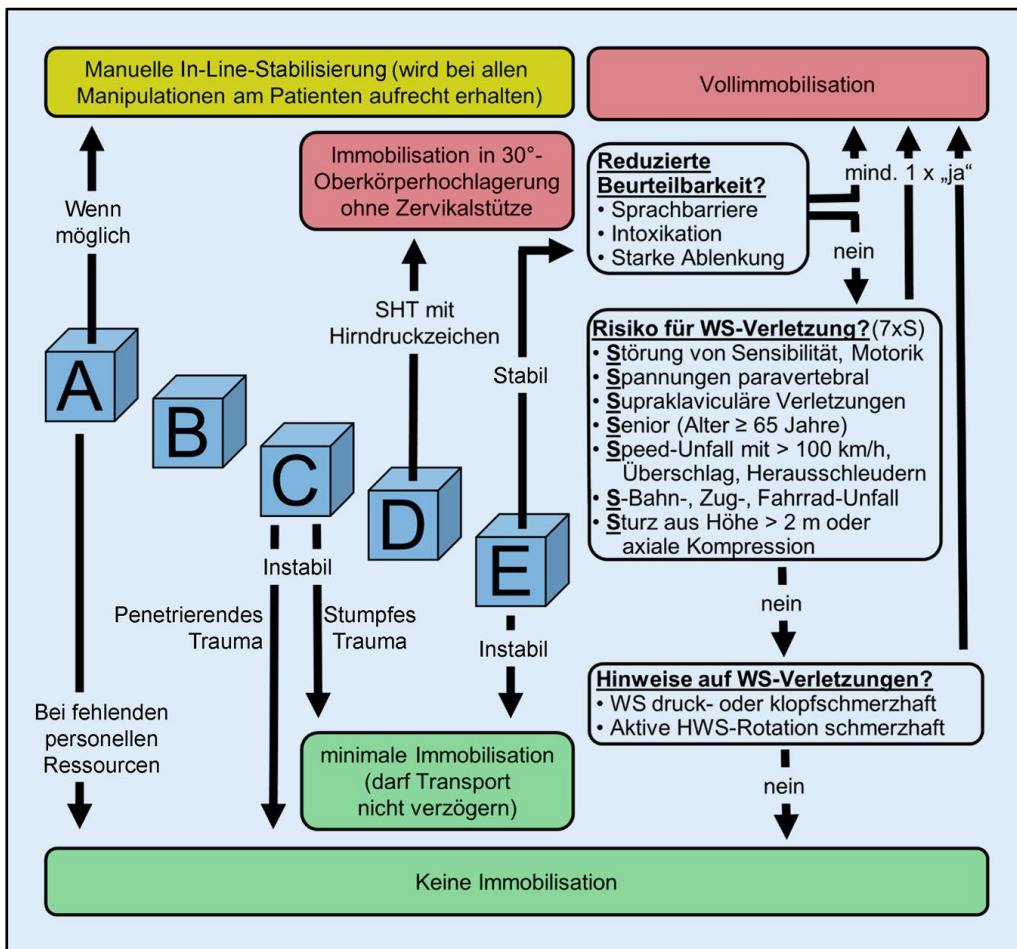 Manuelle In-Line-Stabilisierung (wird bei allen
Manipulationen am Patienten aufrecht erhalten)
Vollimmobilisation
Immobilisation in 30°-
Oberkörperhochlagerung
ohne Zervikalstütze
Reduzierte
Beurteilbarkeit?
• Sprachbarriere
• Intoxikation
• Starke Ablenkung
mind. 1 x „ja“
nein
Wenn
möglich
SHT mit
Hirndruckzeichen
Stabil
A
B
C
D
E
Risiko für WS-Verletzung? (7xS)
• Störung von Sensibilität, Motorik
• Spannungen paravertebral
• Supraklaviculäre Verletzungen
• Senior (Alter ≥ 65 Jahre)
• Speed-Unfall mit > 100 km/h,
Überschlag, Herausschleudern
• S-Bahn-, Zug-, Fahrrad-Unfall
• Sturz aus Höhe > 2 m oder
axiale Kompression
Instabil
Penetrierendes
Trauma
Stumpfes
Trauma
Instabil
nein
Hinweise auf WS-Verletzungen?
• WS druck- oder klopfschmerzhaft
• Aktive HWS-Rotation schmerzhaft
Bei fehlenden
personellen
Ressourcen
minimale Immobilisation
(darf Transport
nicht verzögern)
nein
Keine Immobilisation